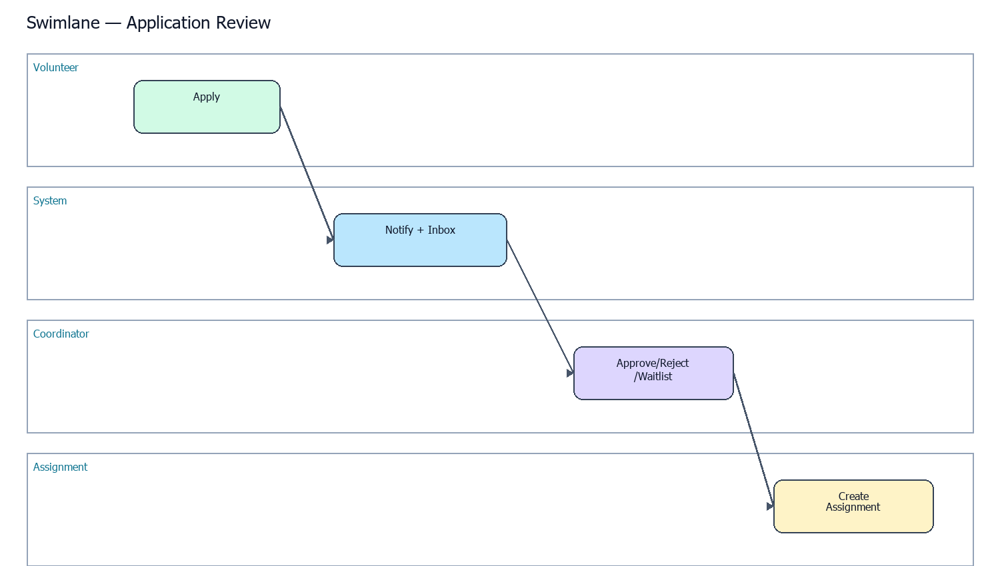 Swimlane — Application Review
Volunteer
Apply
System
Notify + Inbox
Coordinator
Approve/Reject
/Waitlist
Assignment
Create
Assignment